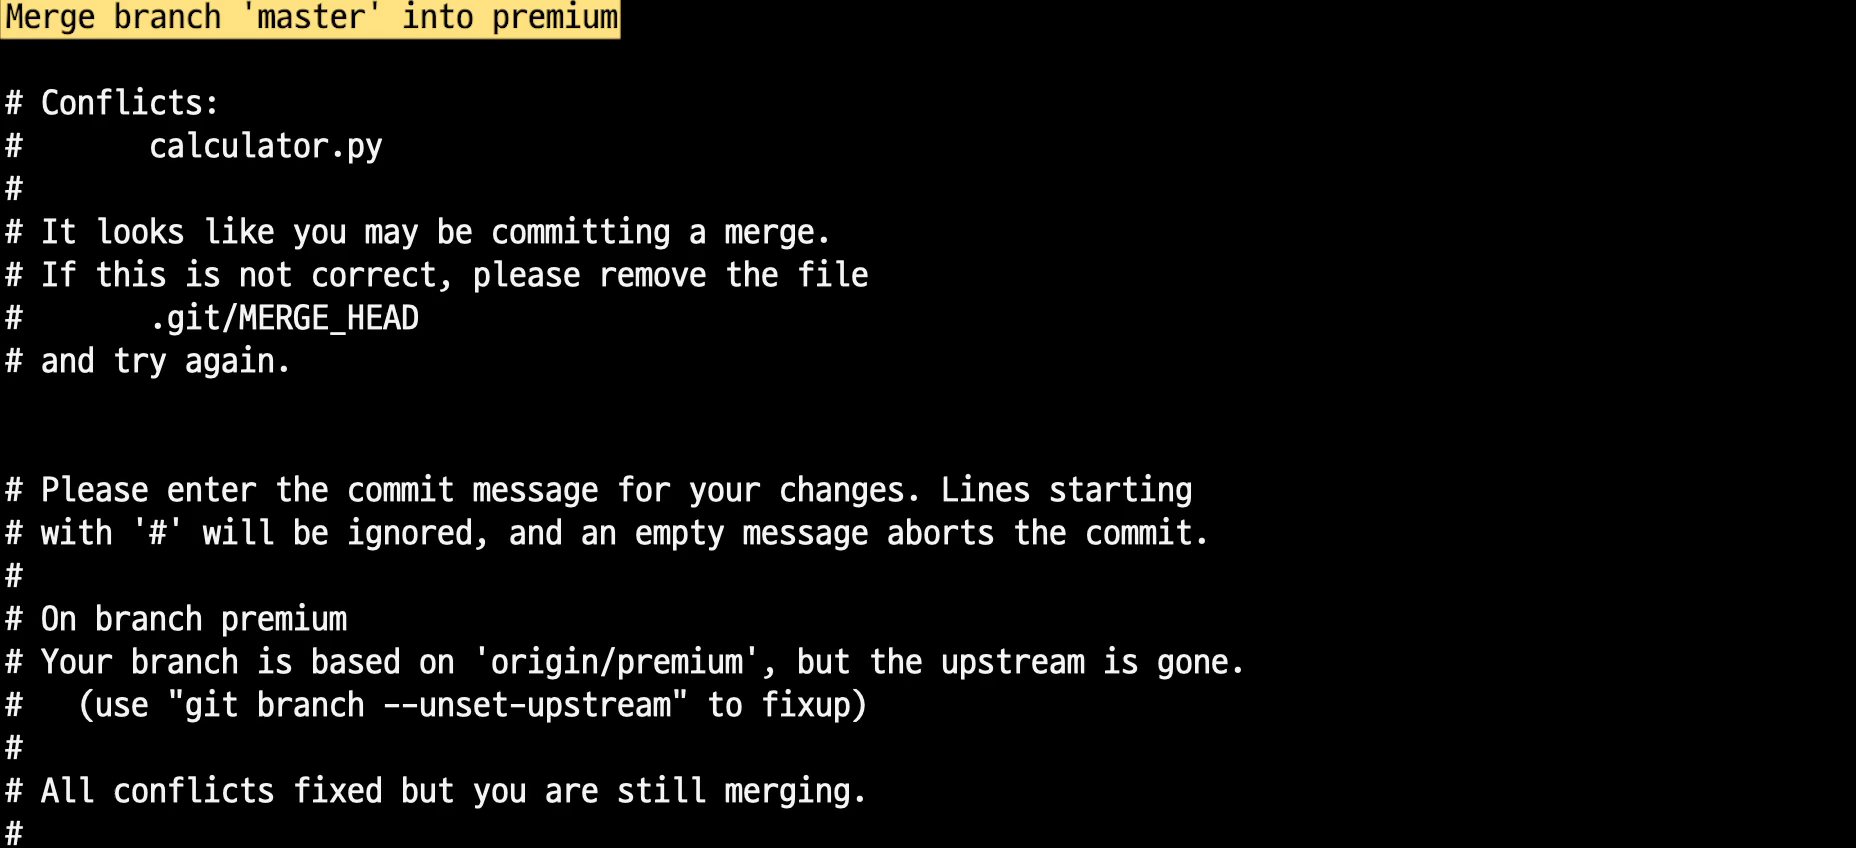 Merge branch 'master' into premium
# Conflicts:
#       calculator.py
#
# It looks like you may be committing a merge.
# If this is not correct, please remove the file
#       .git/MERGE_HEAD
# and try again.
# Please enter the commit message for your changes. Lines starting
# with '#' will be ignored, and an empty message aborts the commit.
#
# On branch premium
# Your branch is based on 'origin/premium', but the upstream is gone.
#   (use "git branch --unset-upstream" to fixup)
#
# All conflicts fixed but you are still merging.
#